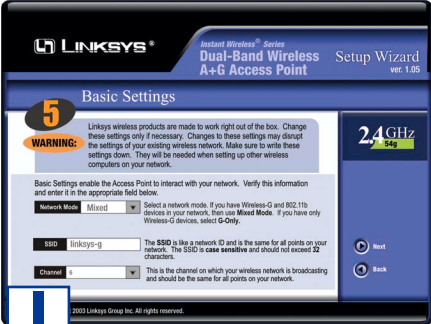 LINKSYS®
Instant Wireless® Series
Dual-Band Wireless
A+G Access Point
Setup Wizard
ver. 1.05
Basic Settings
5
WARNING:
Linksys wireless products are made to work right out of the box. Change
these settings only if necessary. Changes to these settings may disrupt
the settings of your existing wireless network. Make sure to write these
settings down. They will be needed when setting up other wireless
computers on your network.
2.4GHz
54g
Basic Settings enable the Access Point to interact with your network. Verify this information
and enter it in the appropriate field below.
Network Mode Mixed
Select a network mode. If you have Wireless-G and 802.11b
devices in your network, then use Mixed Mode. If you have only
Wireless-G devices, select G-Only.
SSID linksys-g
The SSID is like a network ID and is the same for all points on your
network. The SSID is case sensitive and should not exceed 32
characters.
Channel 6
This is the channel on which your wireless network is broadcasting
and should be the same for all points on your network.
Next
Back
2003 Linksys Group Inc. All rights reserved.